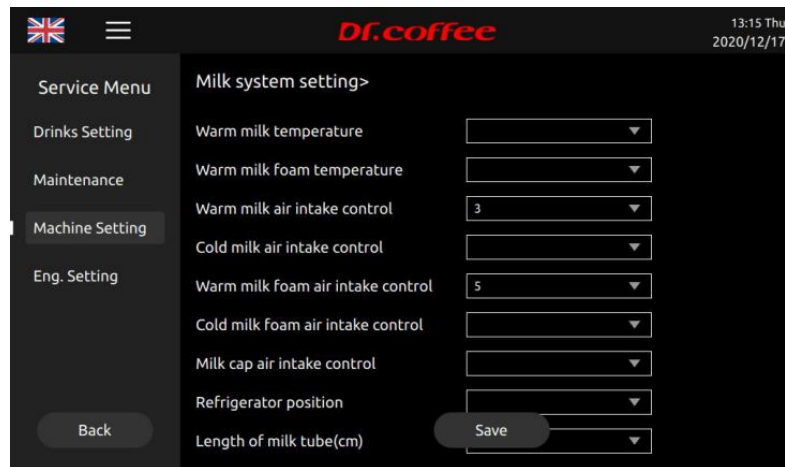 Dr.coffee
13:15 Thu
2020/12/17
Service Menu
Drinks Setting
Maintenance
Machine Setting
Eng. Setting
Back
Milk system setting>
Warm milk temperature
Warm milk foam temperature
Warm milk air intake control 3
Cold milk air intake control
Warm milk foam air intake control 5
Cold milk foam air intake control
Milk cap air intake control
Refrigerator position
Length of milk tube(cm)
Save